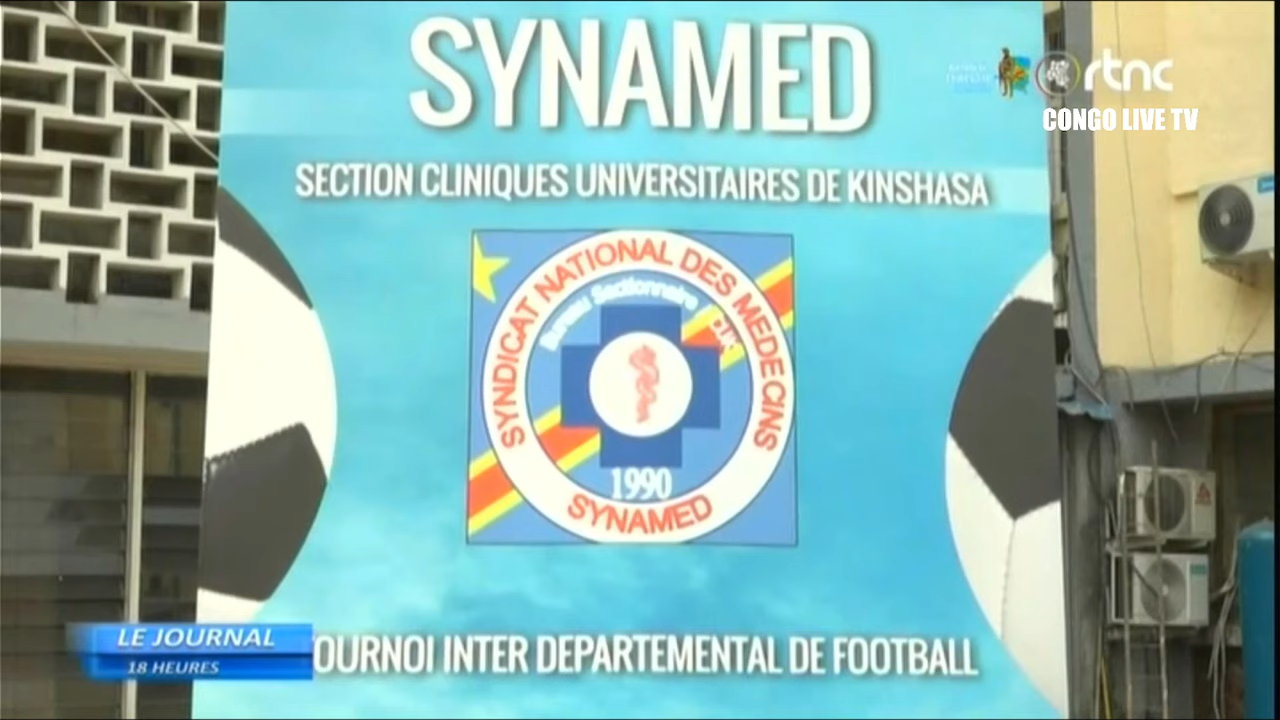 SYNAMED
rtnc
CONGO LIVE TV
SECTION CLINIQUES UNIVERSITAIRES DE KINSHASA
SYNDICAT NATIONAL DES MEDECINS
Bureau Sectionnaire
1990
SYNAMED
OURNOI INTER DEPARTEMENTAL DE FOOTBALL
LE JOURNAL
18 HEURES